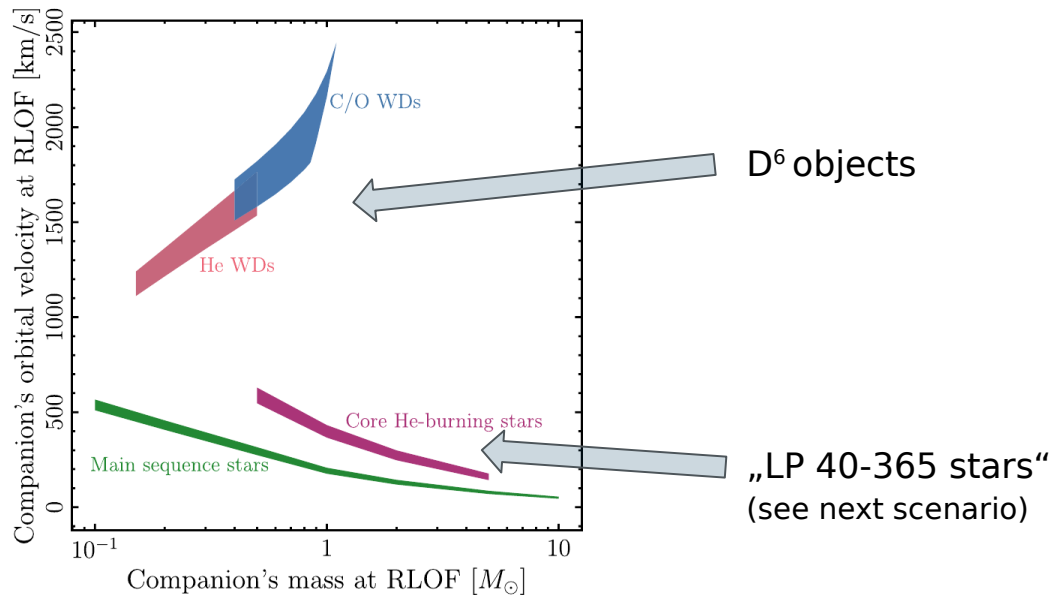 Companion's orbital velocity at RLOF [km/s]
2500
2000
1500
1000
500
0
C/O WDs
He WDs
Core He-burning stars
Main sequence stars
10⁻¹
1
10
Companion's mass at RLOF [M☉]
D⁶ objects
„LP 40-365 stars“
(see next scenario)